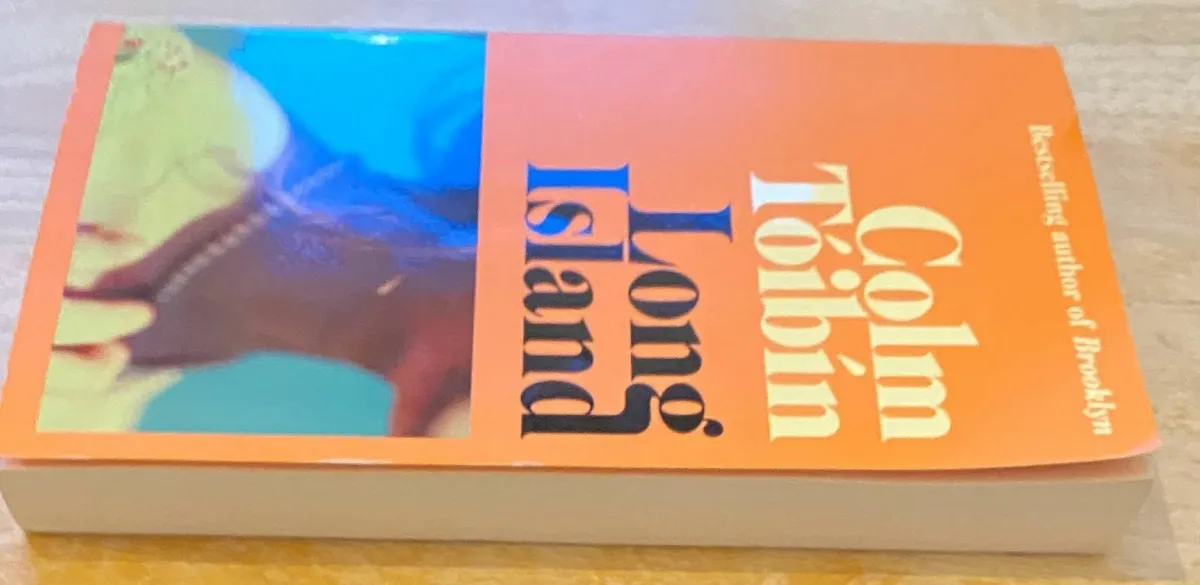 Bestselling author of Brooklyn
Colm
Tóibín
Long
Island